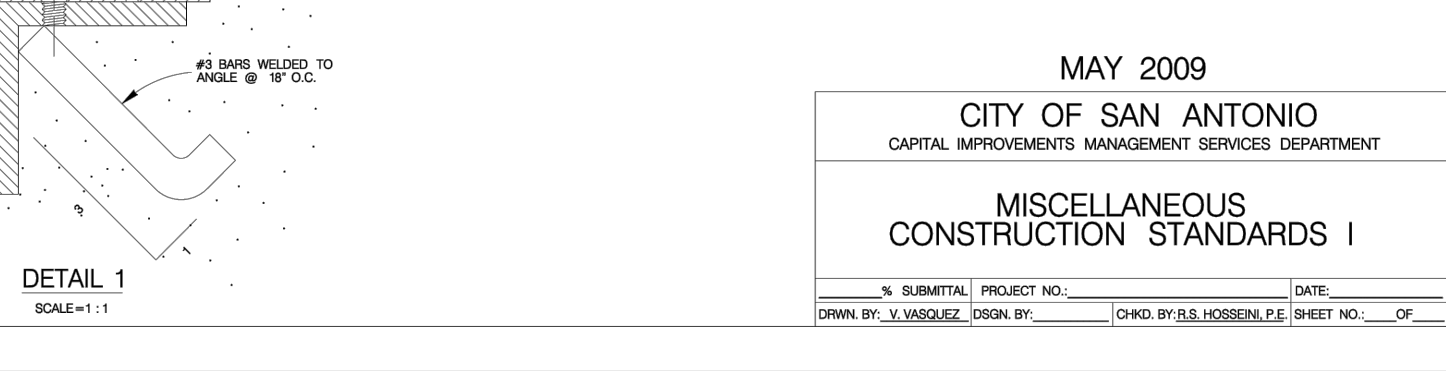 #3 BARS WELDED TO
ANGLE @ 18" O.C.
3
1
DETAIL 1
SCALE=1 : 1
MAY 2009
CITY OF SAN ANTONIO
CAPITAL IMPROVEMENTS MANAGEMENT SERVICES DEPARTMENT
MISCELLANEOUS
CONSTRUCTION STANDARDS I
% SUBMITTAL PROJECT NO.: DATE:
DRWN. BY: V. VASQUEZ DSGN. BY: CHKD. BY: R.S. HOSSEINI, P.E. SHEET NO.: OF